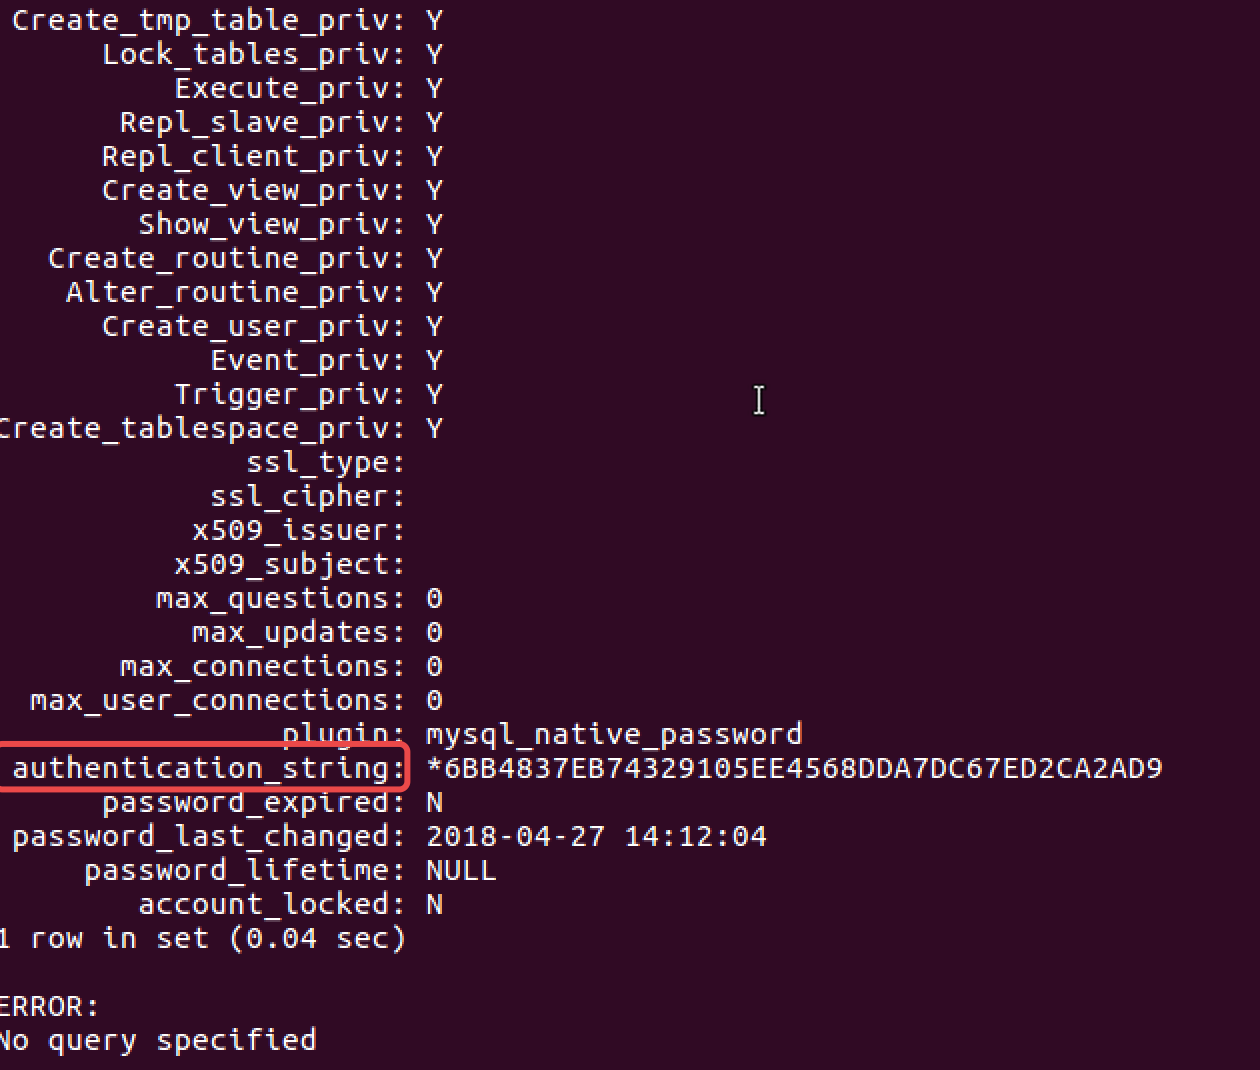 Create_tmp_table_priv: Y
Lock_tables_priv: Y
Execute_priv: Y
Repl_slave_priv: Y
Repl_client_priv: Y
Create_view_priv: Y
Show_view_priv: Y
Create_routine_priv: Y
Alter_routine_priv: Y
Create_user_priv: Y
Event_priv: Y
Trigger_priv: Y
Create_tablespace_priv: Y
ssl_type:
ssl_cipher:
x509_issuer:
x509_subject:
max_questions: 0
max_updates: 0
max_connections: 0
max_user_connections: 0
plugin: mysql_native_password
authentication_string: *6BB4837EB74329105EE4568DDA7DC67ED2CA2AD9
password_expired: N
password_last_changed: 2018-04-27 14:12:04
password_lifetime: NULL
account_locked: N
1 row in set (0.04 sec)
ERROR:
No query specified